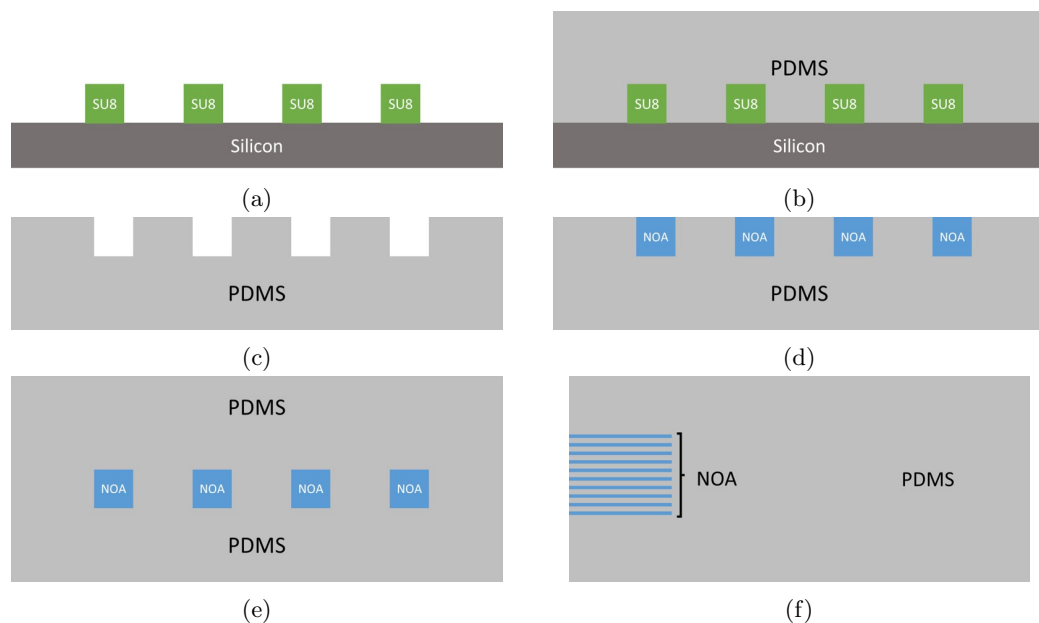 SU8 SU8 SU8 SU8
Silicon
(a)
PDMS
SU8 SU8 SU8 SU8
Silicon
(b)
PDMS
(c)
NOA NOA NOA NOA
PDMS
(d)
PDMS
NOA NOA NOA NOA
PDMS
(e)
NOA PDMS
(f)